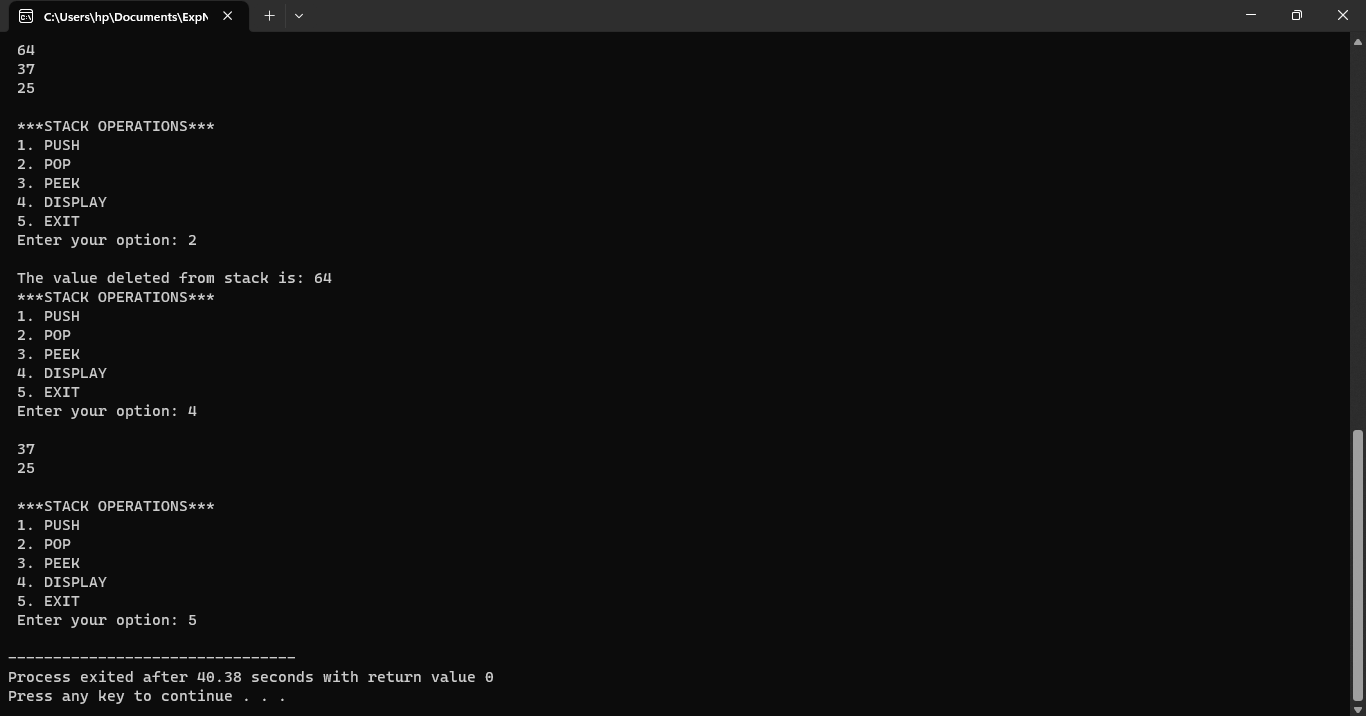 C:\Users\hp\Documents\ExpN
64
37
25
***STACK OPERATIONS***
1. PUSH
2. POP
3. PEEK
4. DISPLAY
5. EXIT
Enter your option: 2
The value deleted from stack is: 64
***STACK OPERATIONS***
1. PUSH
2. POP
3. PEEK
4. DISPLAY
5. EXIT
Enter your option: 4
37
25
***STACK OPERATIONS***
1. PUSH
2. POP
3. PEEK
4. DISPLAY
5. EXIT
Enter your option: 5
--------------------------------
Process exited after 40.38 seconds with return value 0
Press any key to continue . . .